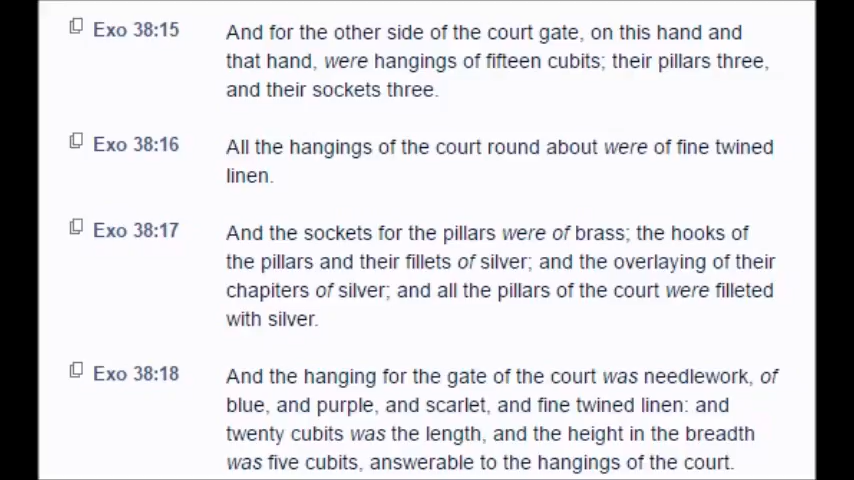 Exo 38:15 And for the other side of the court gate, on this hand and
that hand, were hangings of fifteen cubits; their pillars three,
and their sockets three.
Exo 38:16 All the hangings of the court round about were of fine twined
linen.
Exo 38:17 And the sockets for the pillars were of brass; the hooks of
the pillars and their fillets of silver; and the overlaying of their
chapiters of silver; and all the pillars of the court were filleted
with silver.
Exo 38:18 And the hanging for the gate of the court was needlework, of
blue, and purple, and scarlet, and fine twined linen: and
twenty cubits was the length, and the height in the breadth
was five cubits, answerable to the hangings of the court.